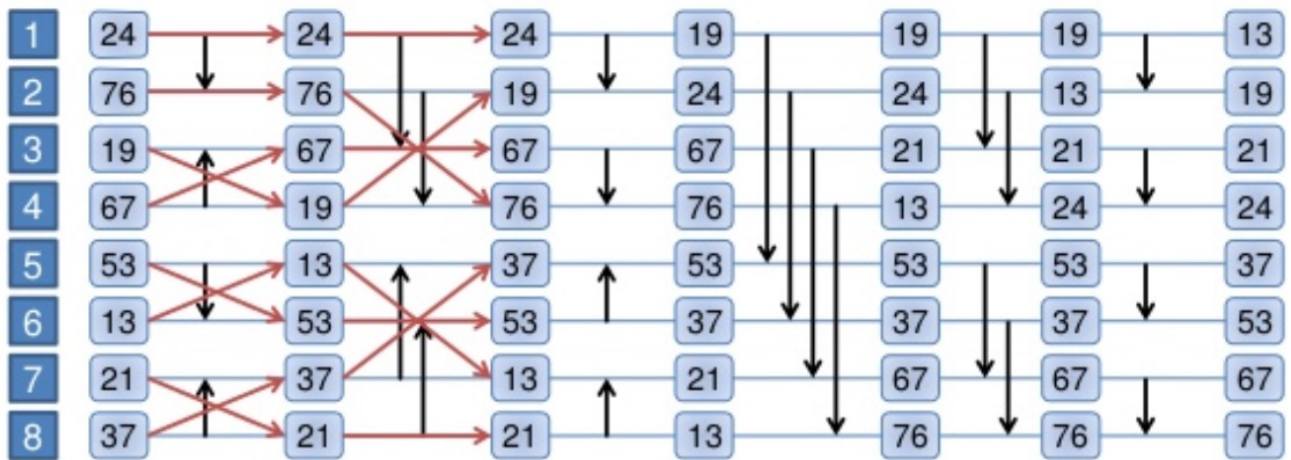 1 24 24 24 19 19 19 13
2 76 76 19 24 24 13 19
3 19 67 67 67 21 21 21
4 67 19 76 76 13 24 24
5 53 13 37 53 53 53 37
6 13 53 53 37 37 37 53
7 21 37 13 21 67 67 67
8 37 21 21 13 76 76 76